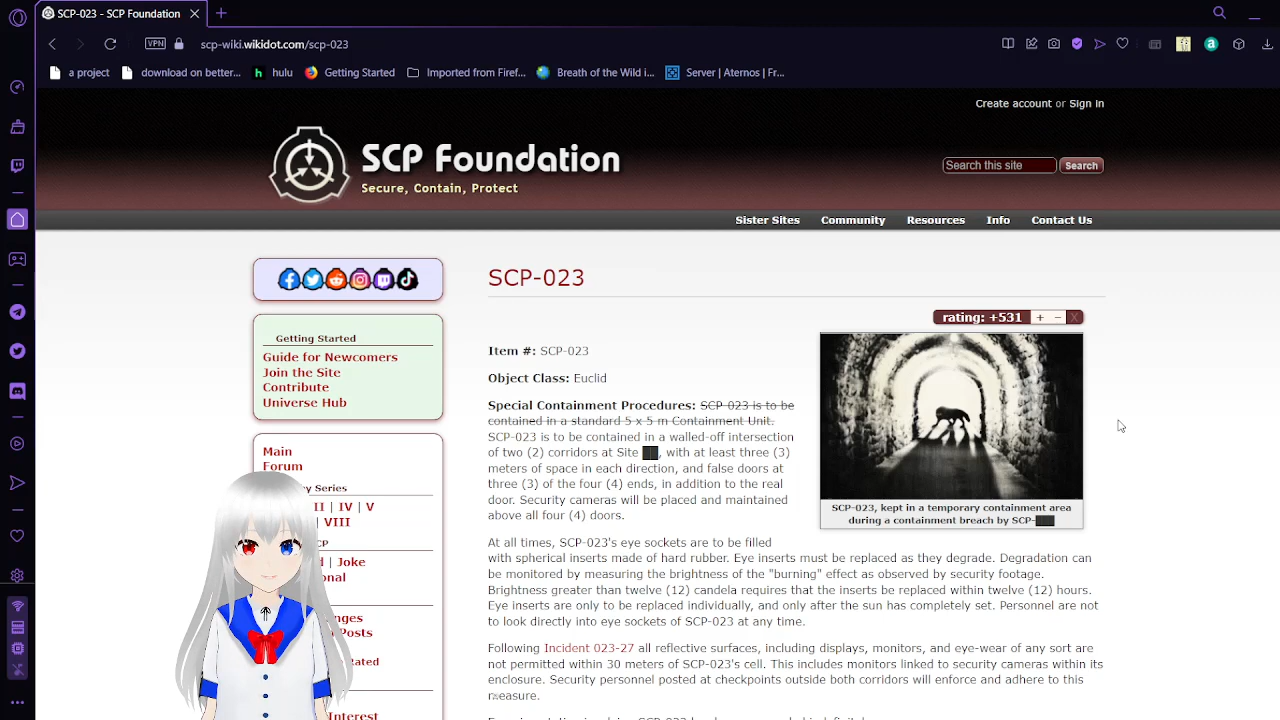 SCP-023 - SCP Foundation
VPN
scp-wiki.wikidot.com/scp-023
a project
download on better...
hulu
Getting Started
Imported from Firef...
Breath of the Wild i...
Server | Aternos | Fr...
Create account or Sign in
SCP Foundation
Secure, Contain, Protect
Search this site
Search
Sister Sites
Community
Resources
Info
Contact Us
Getting Started
Guide for Newcomers
Join the Site
Contribute
Universe Hub
Main
Forum
y Series
II | IV | V
| VIII
CP
d | Joke
onal
nges
Posts
ated
Interest
SCP-023
rating: +531 + − X
Item #: SCP-023
Object Class: Euclid
Special Containment Procedures: SCP-023 is to be
contained in a standard 5 x 5 m Containment Unit.
SCP-023 is to be contained in a walled-off intersection
of two (2) corridors at Site ██, with at least three (3)
meters of space in each direction, and false doors at
three (3) of the four (4) ends, in addition to the real
door. Security cameras will be placed and maintained
above all four (4) doors.
SCP-023, kept in a temporary containment area
during a containment breach by SCP-███
At all times, SCP-023's eye sockets are to be filled
with spherical inserts made of hard rubber. Eye inserts must be replaced as they degrade. Degradation can
be monitored by measuring the brightness of the "burning" effect as observed by security footage.
Brightness greater than twelve (12) candela requires that the inserts be replaced within twelve (12) hours.
Eye inserts are only to be replaced individually, and only after the sun has completely set. Personnel are not
to look directly into eye sockets of SCP-023 at any time.
Following Incident 023-27 all reflective surfaces, including displays, monitors, and eye-wear of any sort are
not permitted within 30 meters of SCP-023's cell. This includes monitors linked to security cameras within its
enclosure. Security personnel posted at checkpoints outside both corridors will enforce and adhere to this
measure.